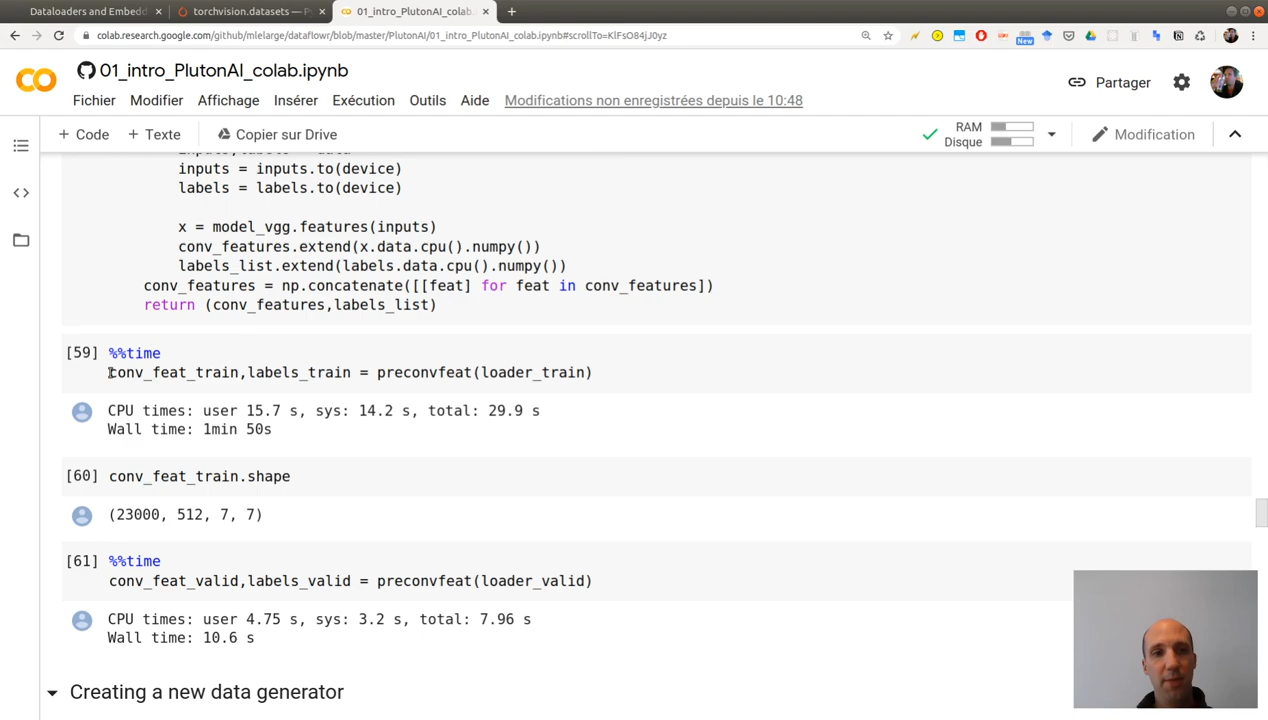 Dataloaders and Embedd
torchvision.datasets — Py
01_intro_PlutonAI_colab.ip
colab.research.google.com/github/mlelarge/dataflowr/blob/master/PlutonAI/01_intro_PlutonAI_colab.ipynb#scrollTo=KlFsO84jJ0yz
New
01_intro_PlutonAI_colab.ipynb
Partager
Fichier Modifier Affichage Insérer Exécution Outils Aide Modifications non enregistrées depuis le 10:48
+ Code + Texte Copier sur Drive
RAM
Disque
Modification
inputs = inputs.to(device)
labels = labels.to(device)
x = model_vgg.features(inputs)
conv_features.extend(x.data.cpu().numpy())
labels_list.extend(labels.data.cpu().numpy())
conv_features = np.concatenate([[feat] for feat in conv_features])
return (conv_features,labels_list)
[59] %%time
conv_feat_train,labels_train = preconvfeat(loader_train)
CPU times: user 15.7 s, sys: 14.2 s, total: 29.9 s
Wall time: 1min 50s
[60] conv_feat_train.shape
(23000, 512, 7, 7)
[61] %%time
conv_feat_valid,labels_valid = preconvfeat(loader_valid)
CPU times: user 4.75 s, sys: 3.2 s, total: 7.96 s
Wall time: 10.6 s
Creating a new data generator